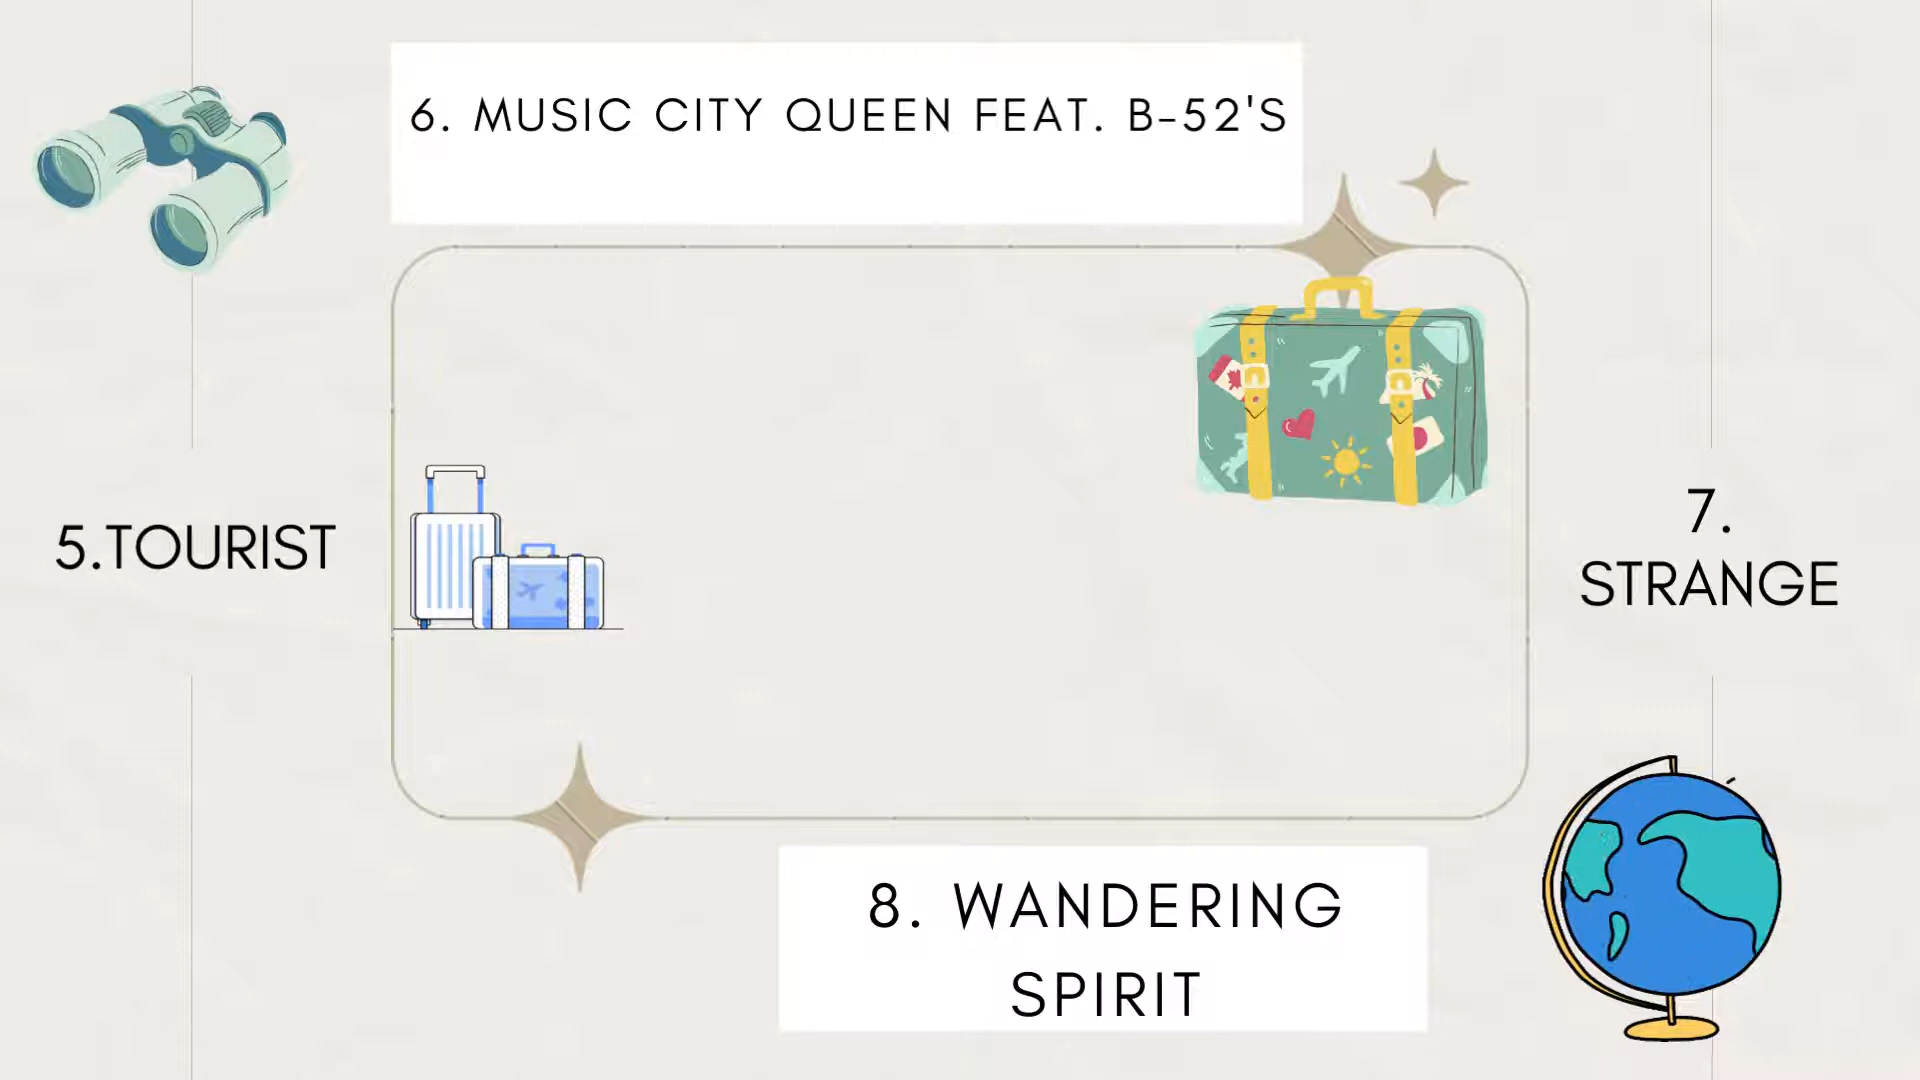 6. MUSIC CITY QUEEN FEAT. B-52'S
5.TOURIST
7.
STRANGE
8. WANDERING
SPIRIT